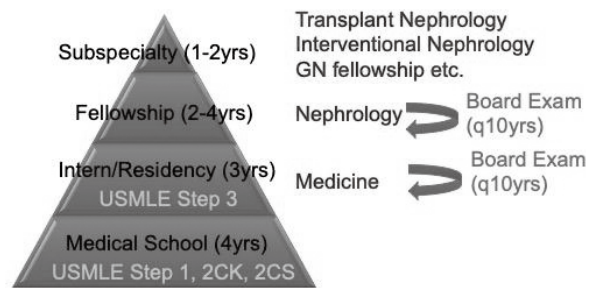 Subspecialty (1-2yrs)
Transplant Nephrology
Interventional Nephrology
GN fellowship etc.
Fellowship (2-4yrs)
Nephrology
Board Exam
(q10yrs)
Intern/Residency (3yrs)
USMLE Step 3
Medicine
Board Exam
(q10yrs)
Medical School (4yrs)
USMLE Step 1, 2CK, 2CS